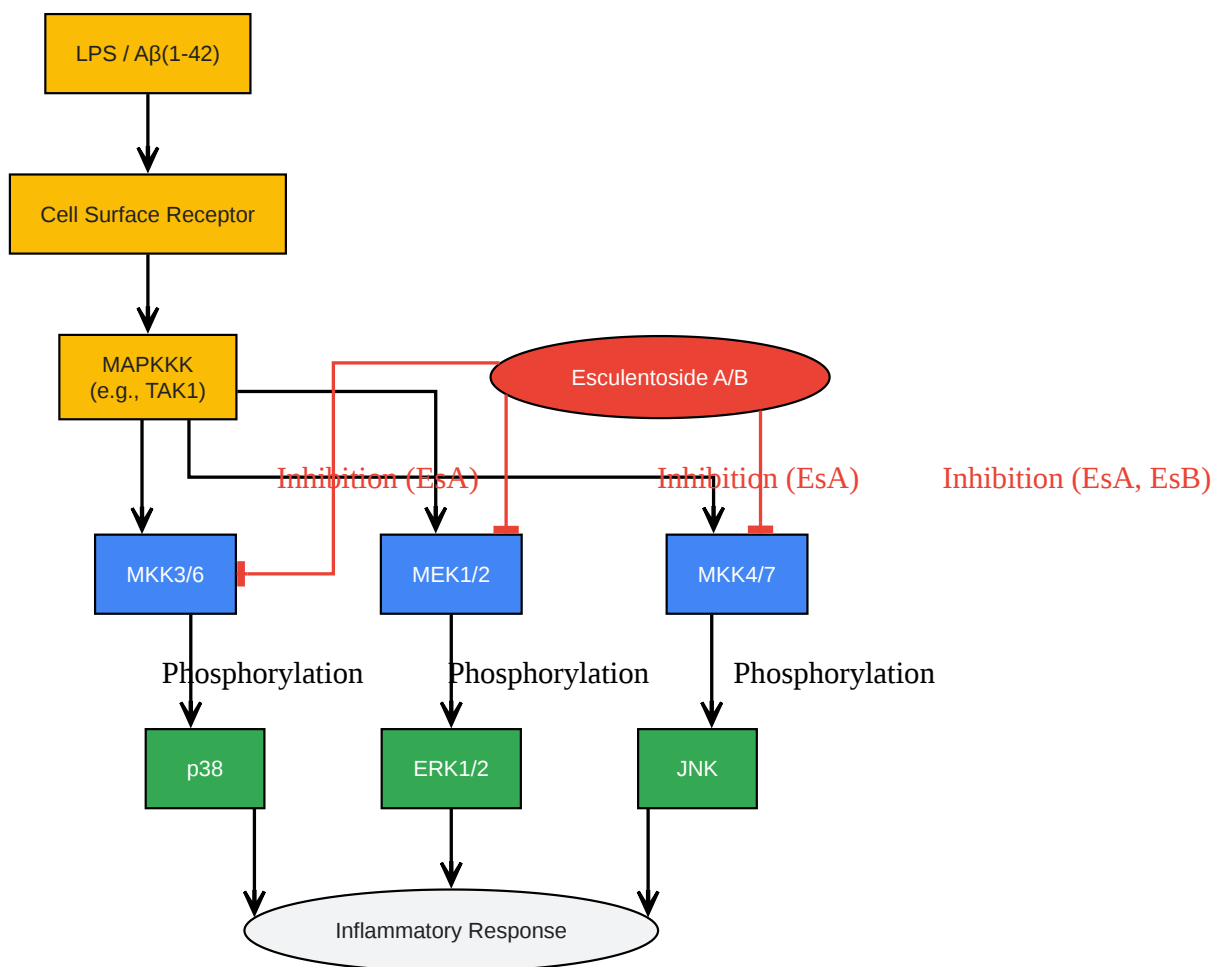 LPS / Aβ(1-42)
Cell Surface Receptor
MAPKKK
(e.g., TAK1)
Esculentoside A/B
Inhibition (EsA)
Inhibition (EsA)
Inhibition (EsA, EsB)
MKK3/6
MEK1/2
MKK4/7
Phosphorylation
Phosphorylation
Phosphorylation
p38
ERK1/2
JNK
Inflammatory Response